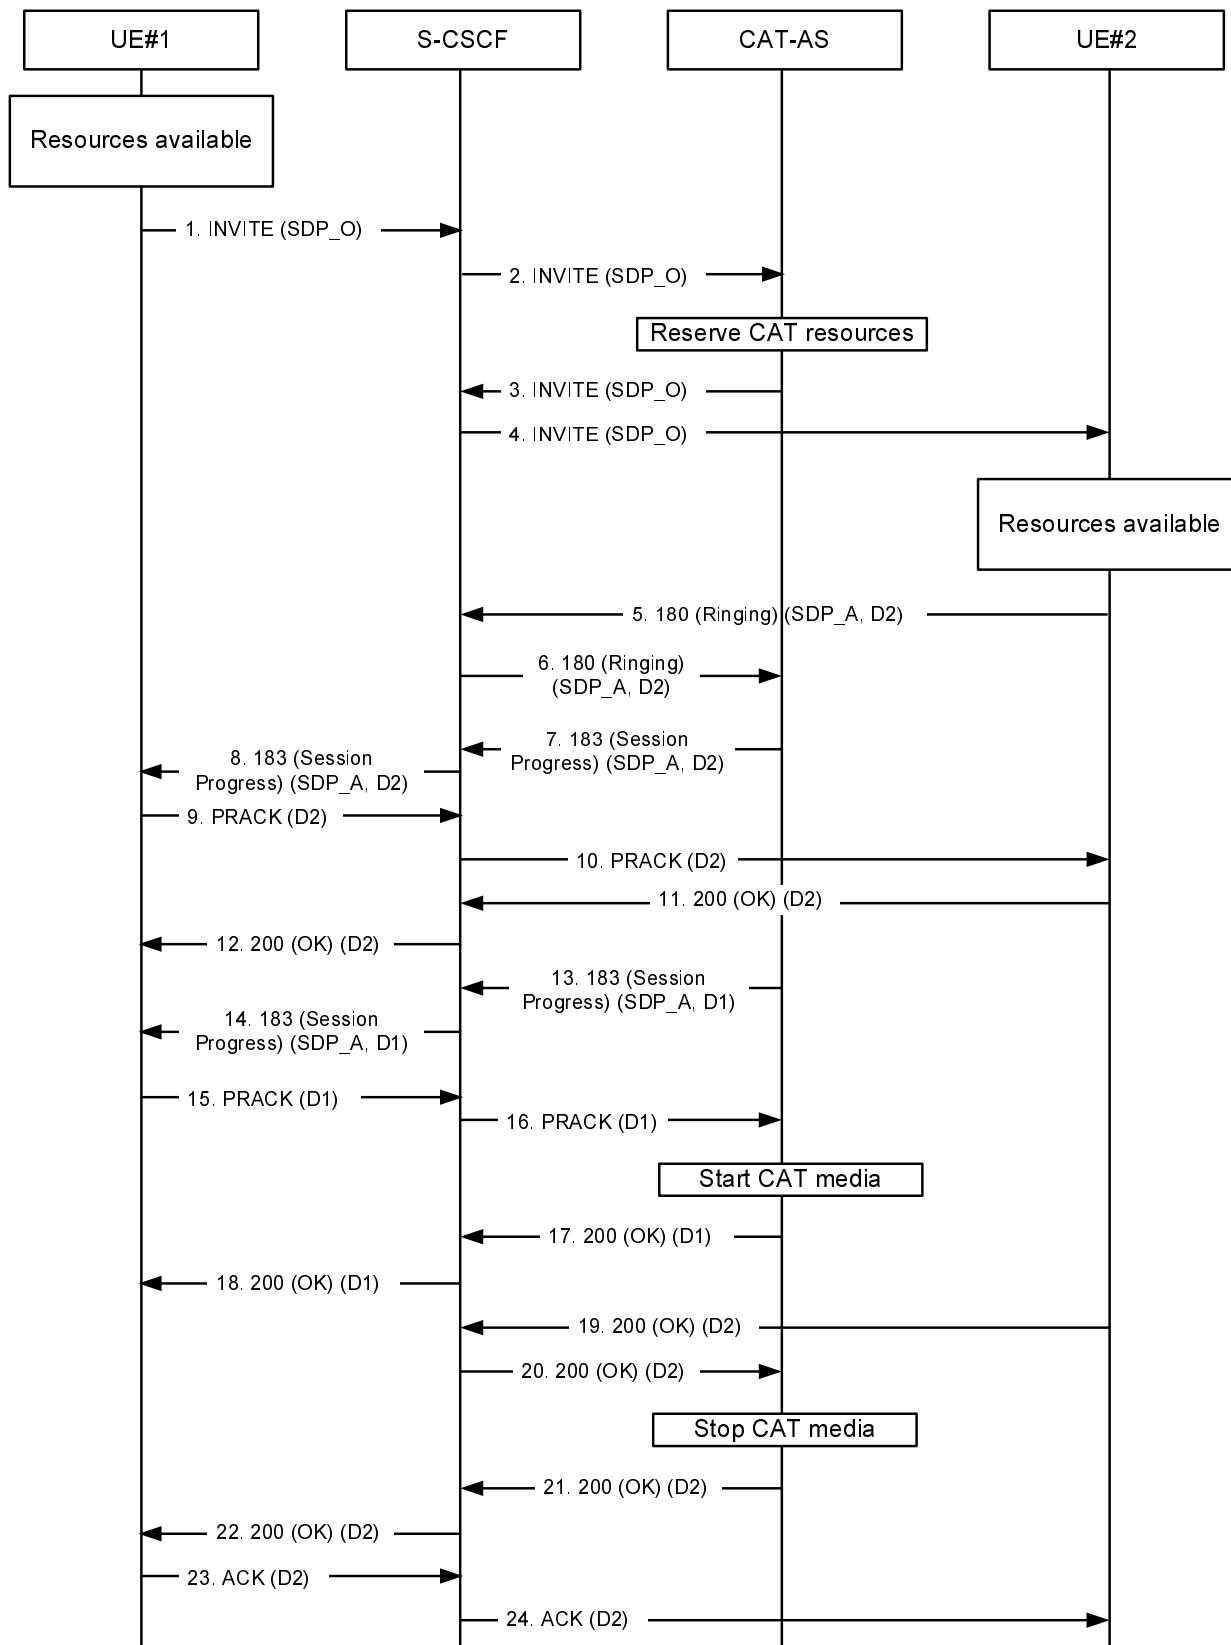 UE#1
S-CSCF
CAT-AS
UE#2
Resources available
1. INVITE (SDP_O)
2. INVITE (SDP_O)
Reserve CAT resources
3. INVITE (SDP_O)
4. INVITE (SDP_O)
Resources available
5. 180 (Ringing) (SDP_A, D2)
6. 180 (Ringing)
(SDP_A, D2)
7. 183 (Session
Progress) (SDP_A, D2)
8. 183 (Session
Progress) (SDP_A, D2)
9. PRACK (D2)
10. PRACK (D2)
11. 200 (OK) (D2)
12. 200 (OK) (D2)
13. 183 (Session
Progress) (SDP_A, D1)
14. 183 (Session
Progress) (SDP_A, D1)
15. PRACK (D1)
16. PRACK (D1)
Start CAT media
17. 200 (OK) (D1)
18. 200 (OK) (D1)
19. 200 (OK) (D2)
20. 200 (OK) (D2)
Stop CAT media
21. 200 (OK) (D2)
22. 200 (OK) (D2)
23. ACK (D2)
24. ACK (D2)